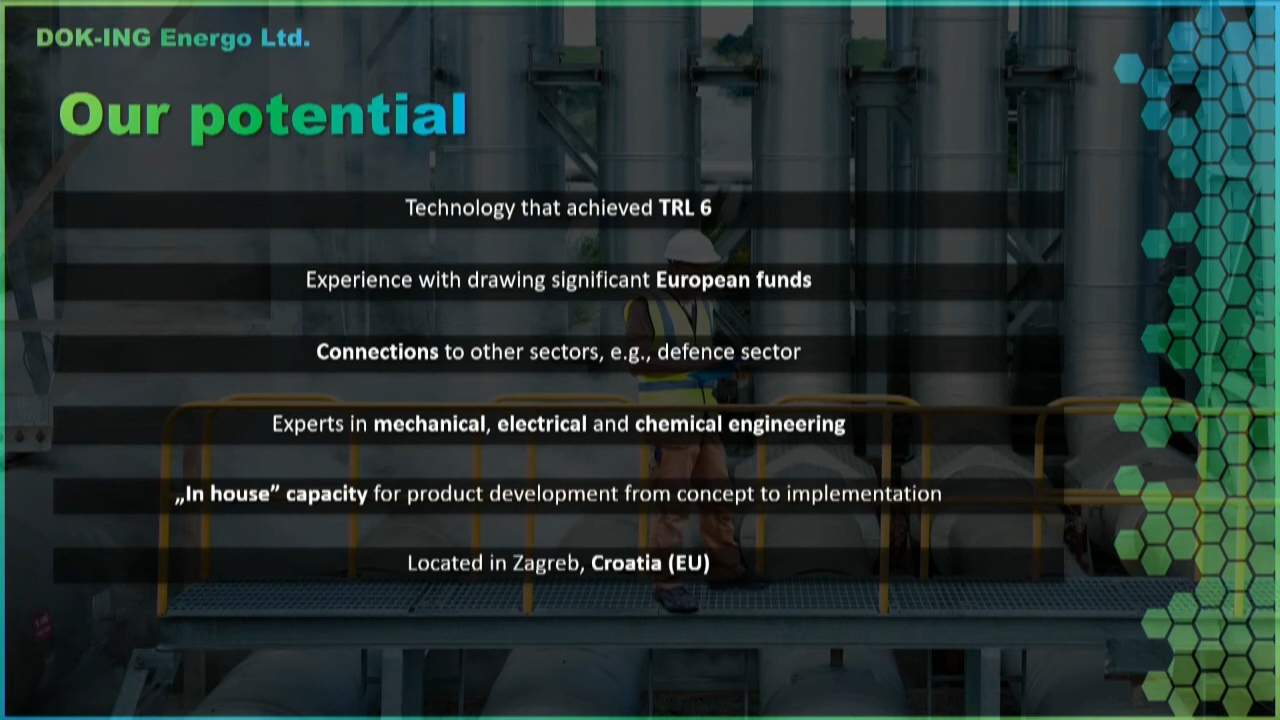 DOK-ING Energo Ltd.
Our potential
Technology that achieved TRL 6
Experience with drawing significant European funds
Connections to other sectors, e.g., defence sector
Experts in mechanical, electrical and chemical engineering
„In house” capacity for product development from concept to implementation
Located in Zagreb, Croatia (EU)